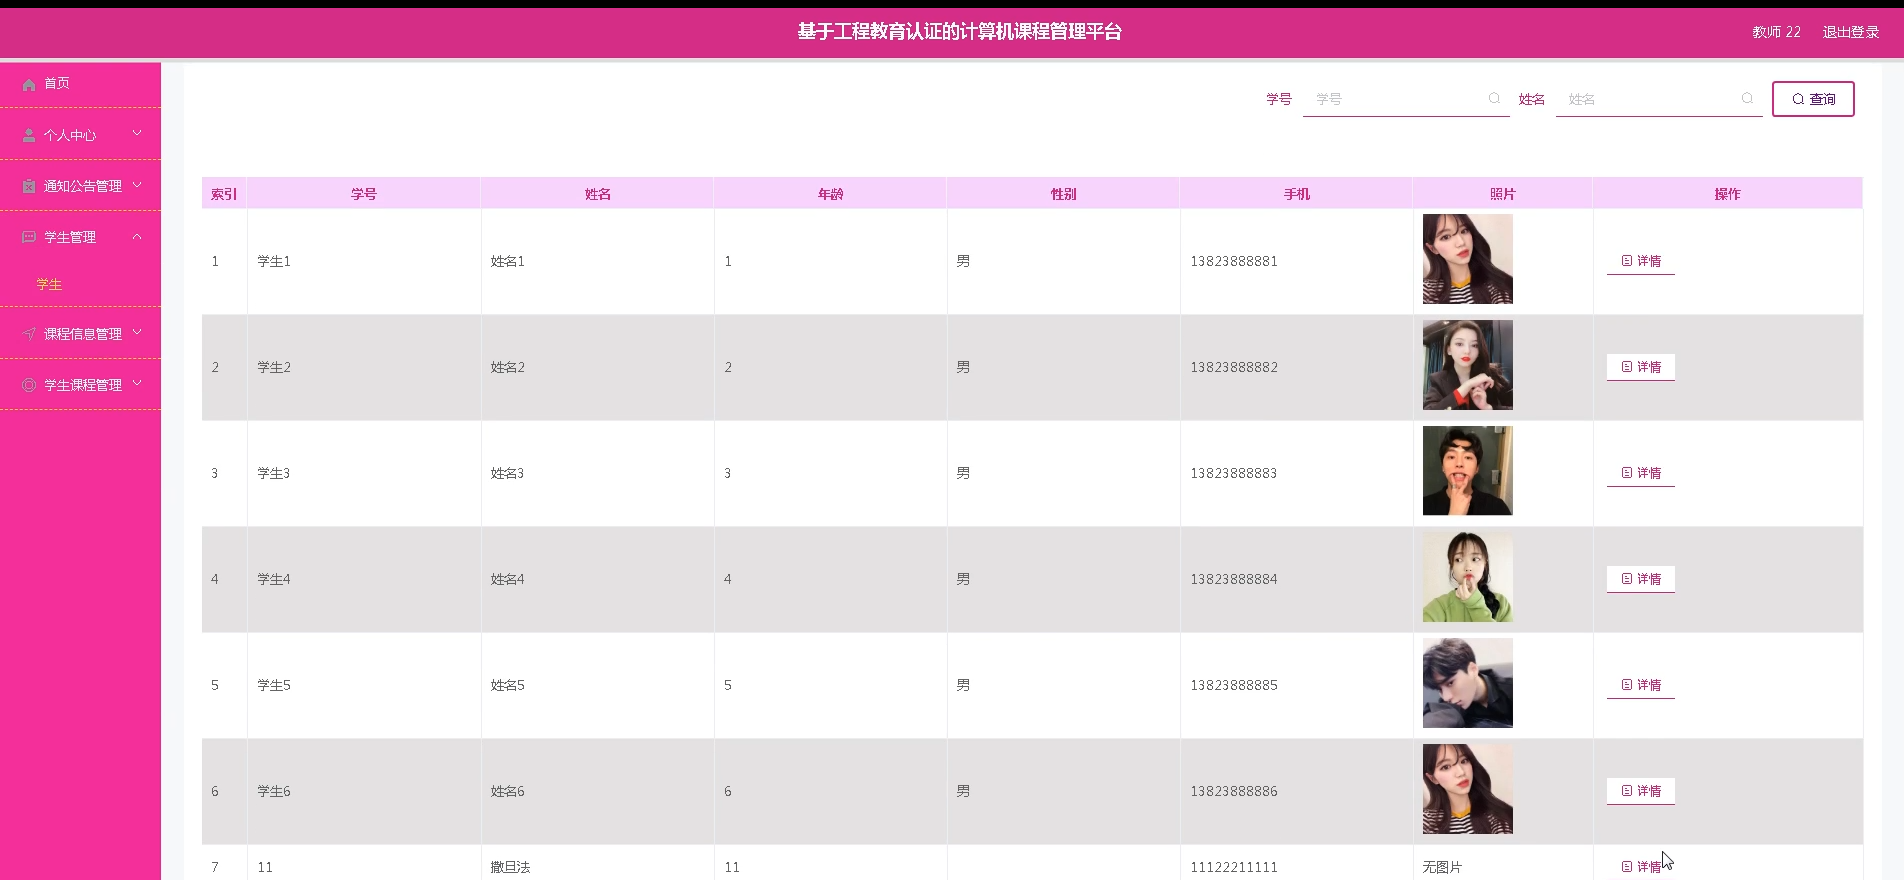 基于工程教育认证的计算机课程管理平台
教师 22 退出登录
首页
个人中心
通知公告管理
学生管理
学生
课程信息管理
学生课程管理
学号 学号 姓名 姓名 查询
索引 学号 姓名 年龄 性别 手机 照片 操作
1 学生1 姓名1 1 男 13823888881 详情
2 学生2 姓名2 2 男 13823888882 详情
3 学生3 姓名3 3 男 13823888883 详情
4 学生4 姓名4 4 男 13823888884 详情
5 学生5 姓名5 5 男 13823888885 详情
6 学生6 姓名6 6 男 13823888886 详情
7 11 撒旦法 11 11122211111 无图片 详情